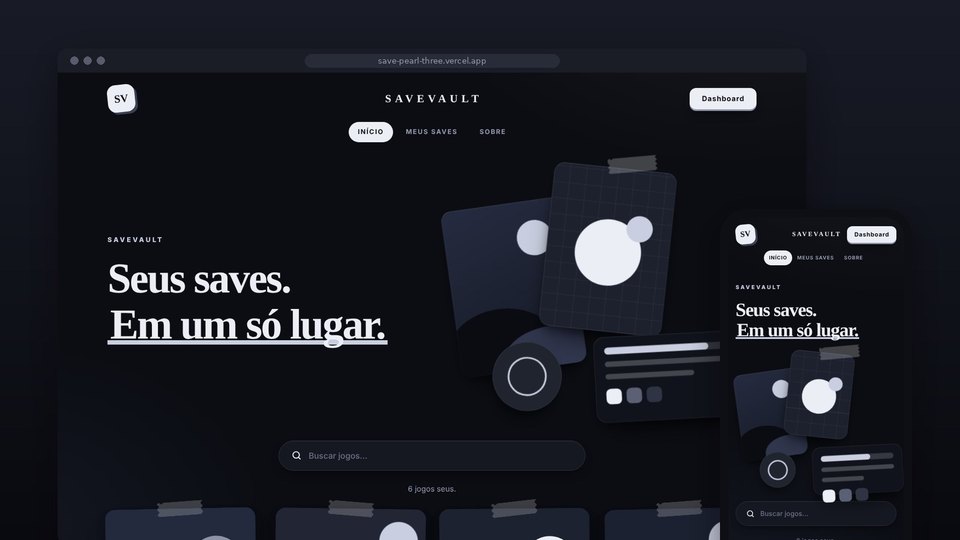 save-pearl-three.vercel.app
SV
SAVEVAULT
Dashboard
INÍCIO
MEUS SAVES
SOBRE
SAVEVAULT
Seus saves.
Em um só lugar.
Buscar jogos...
6 jogos seus.
SV
SAVEVAULT
Dashboard
INÍCIO
MEUS SAVES
SOBRE
SAVEVAULT
Seus saves.
Em um só lugar.
Buscar jogos...